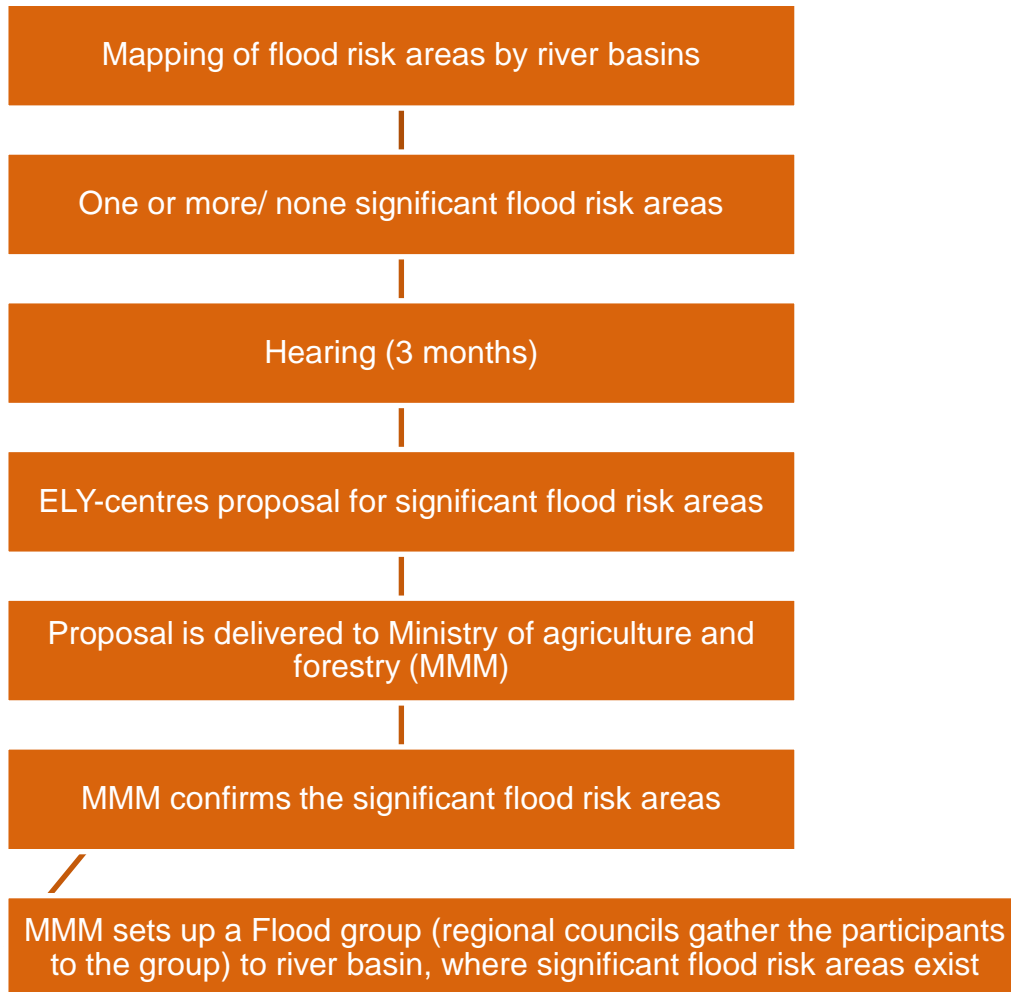 Mapping of flood risk areas by river basins
One or more/ none significant flood risk areas
Hearing (3 months)
ELY-centres proposal for significant flood risk areas
Proposal is delivered to Ministry of agriculture and
forestry (MMM)
MMM confirms the significant flood risk areas
MMM sets up a Flood group (regional councils gather the participants
to the group) to river basin, where significant flood risk areas exist